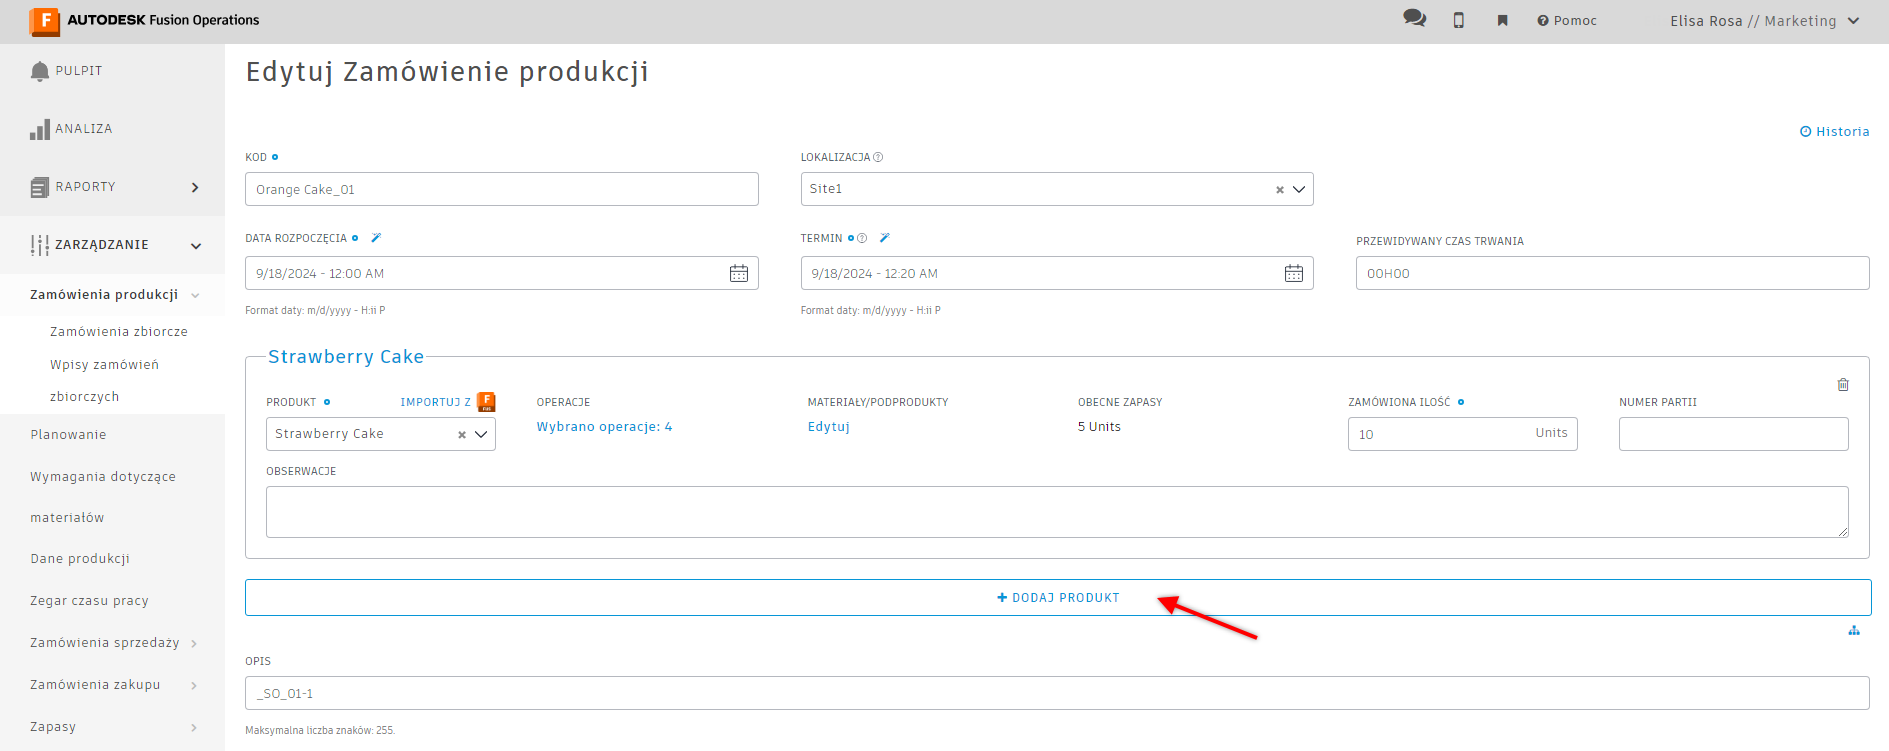 AUTODESK Fusion Operations
Pomoc
Elisa Rosa // Marketing
PULPIT
ANALIZA
RAPORTY
ZARZĄDZANIE
Zamówienia produkcji
Zamówienia zbiorcze
Wpisy zamówień
zbiorczych
Planowanie
Wymagania dotyczące
materiałów
Dane produkcji
Zegar czasu pracy
Zamówienia sprzedaży
Zamówienia zakupu
Zapasy
Edytuj Zamówienie produkcji
Historia
KOD
Orange Cake_01
LOKALIZACJA
Site1
DATA ROZPOCZĘCIA
9/18/2024 - 12:00 AM
Format daty: m/d/yyyy - H:ii P
TERMIN
9/18/2024 - 12:20 AM
Format daty: m/d/yyyy - H:ii P
PRZEWIDYWANY CZAS TRWANIA
00H00
Strawberry Cake
PRODUKT
IMPORTUJ Z
Strawberry Cake
OPERACJE
Wybrano operacje: 4
MATERIAŁY/PODPRODUKTY
Edytuj
OBECNE ZAPASY
5 Units
ZAMÓWIONA ILOŚĆ
10 Units
NUMER PARTII
OBSERWACJE
+ DODAJ PRODUKT
OPIS
_SO_01-1
Maksymalna liczba znaków: 255.